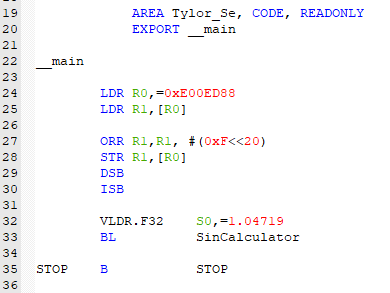 19 AREA Tylor_Se, CODE, READONLY
20 EXPORT __main
21
22 __main
23
24 LDR R0,=0xE00ED88
25 LDR R1,[R0]
26
27 ORR R1,R1, #(0xF<<20)
28 STR R1,[R0]
29 DSB
30 ISB
31
32 VLDR.F32 S0,=1.04719
33 BL SinCalculator
34
35 STOP B STOP
36